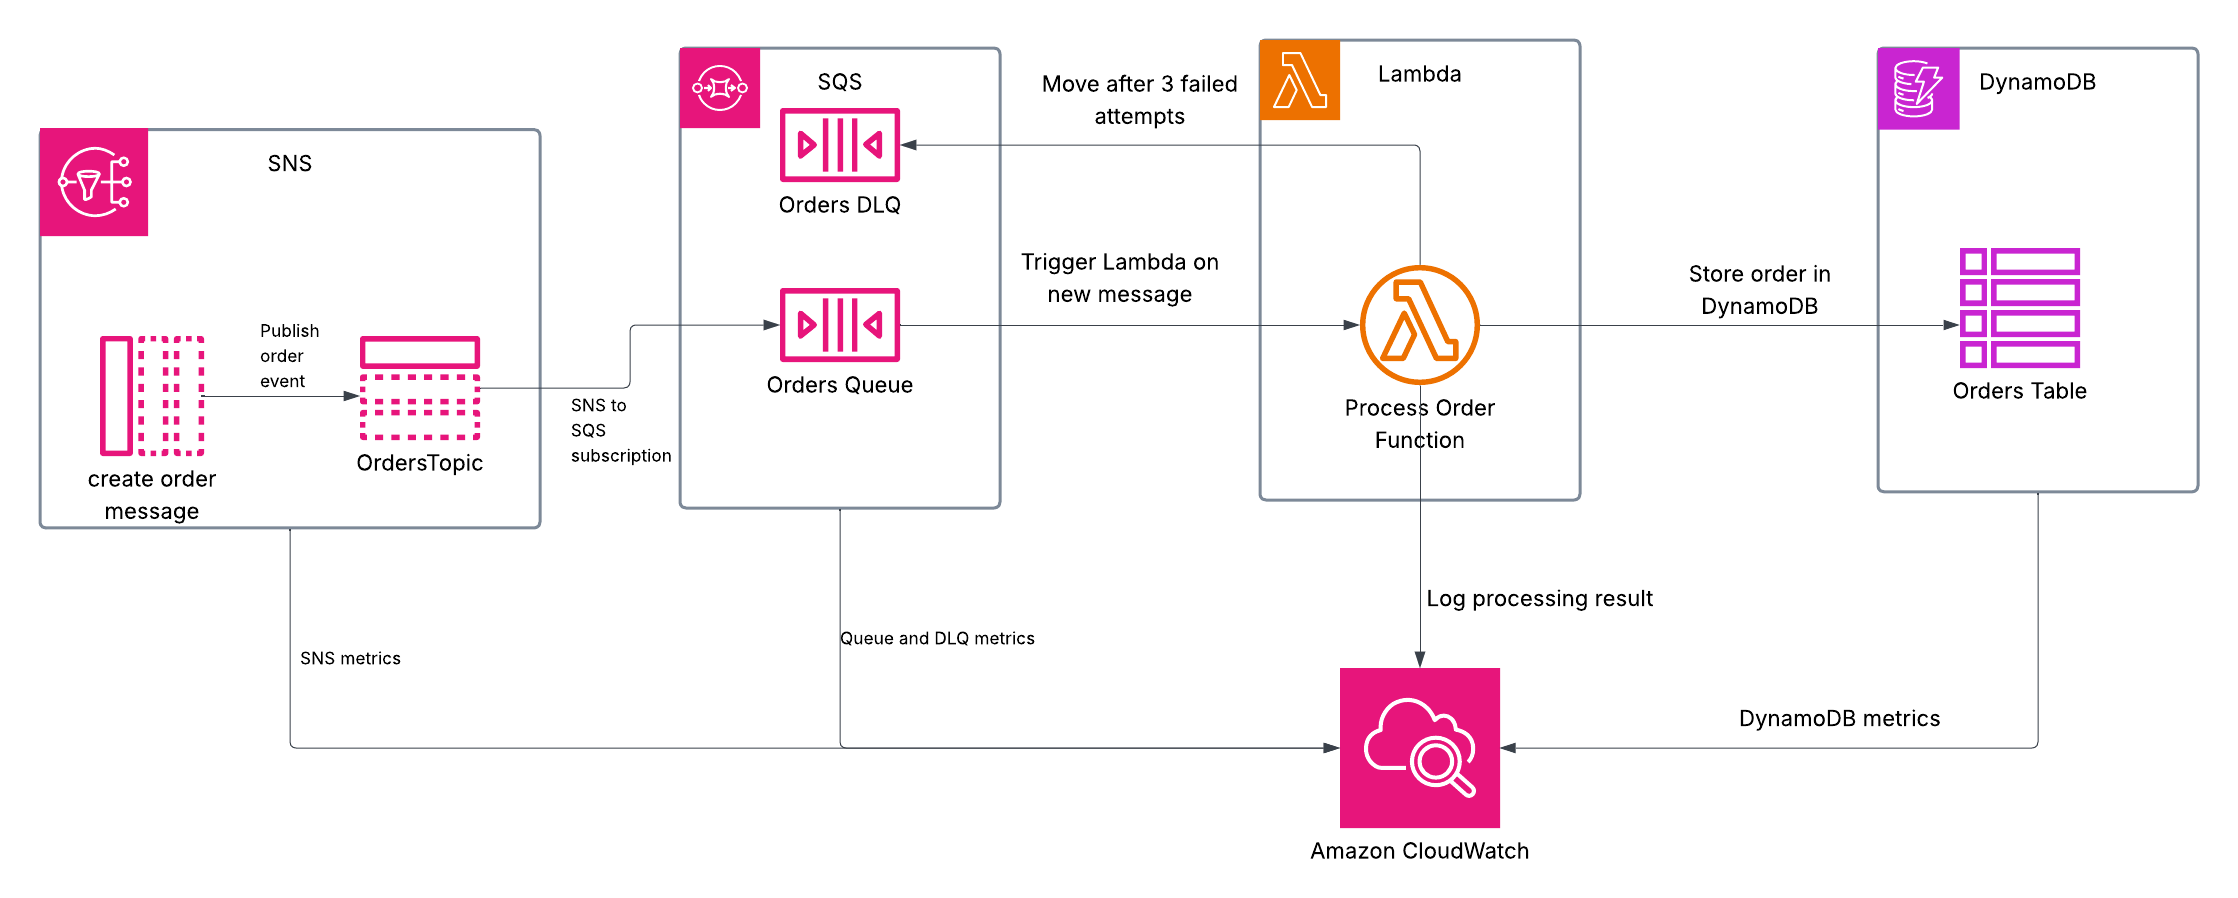 SNS
Publish
order
event
create order
message
OrdersTopic
SNS to
SQS
subscription
SQS
Orders DLQ
Orders Queue
Move after 3 failed
attempts
Trigger Lambda on
new message
Lambda
Process Order
Function
Store order in
DynamoDB
DynamoDB
Orders Table
SNS metrics
Queue and DLQ metrics
Log processing result
DynamoDB metrics
Amazon CloudWatch